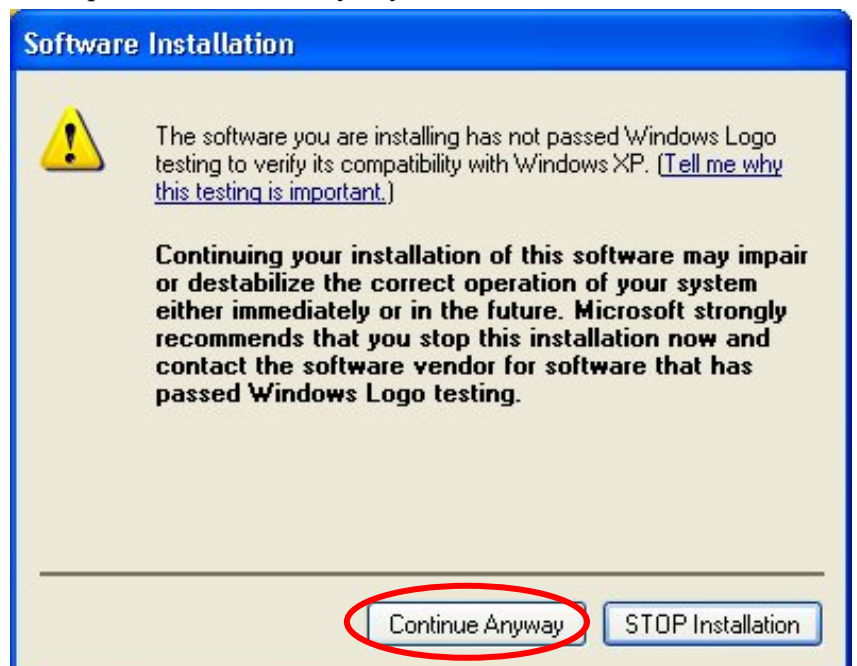 Software Installation
The software you are installing has not passed Windows Logo
testing to verify its compatibility with Windows XP. (Tell me why
this testing is important.)
Continuing your installation of this software may impair
or destabilize the correct operation of your system
either immediately or in the future. Microsoft strongly
recommends that you stop this installation now and
contact the software vendor for software that has
passed Windows Logo testing.
Continue Anyway STOP Installation